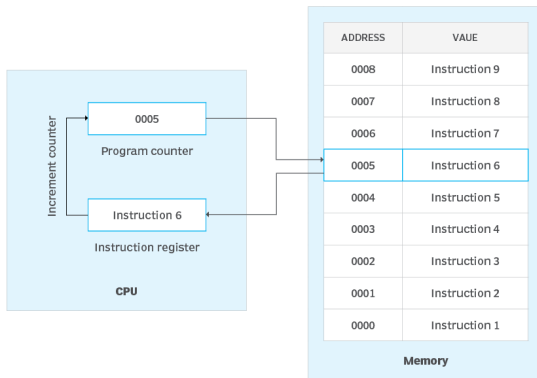 ADDRESS VAUE
0008 Instruction 9
0007 Instruction 8
0006 Instruction 7
0005 Instruction 6
0004 Instruction 5
0003 Instruction 4
0002 Instruction 3
0001 Instruction 2
0000 Instruction 1
Memory
Increment counter
0005
Program counter
Instruction 6
Instruction register
CPU